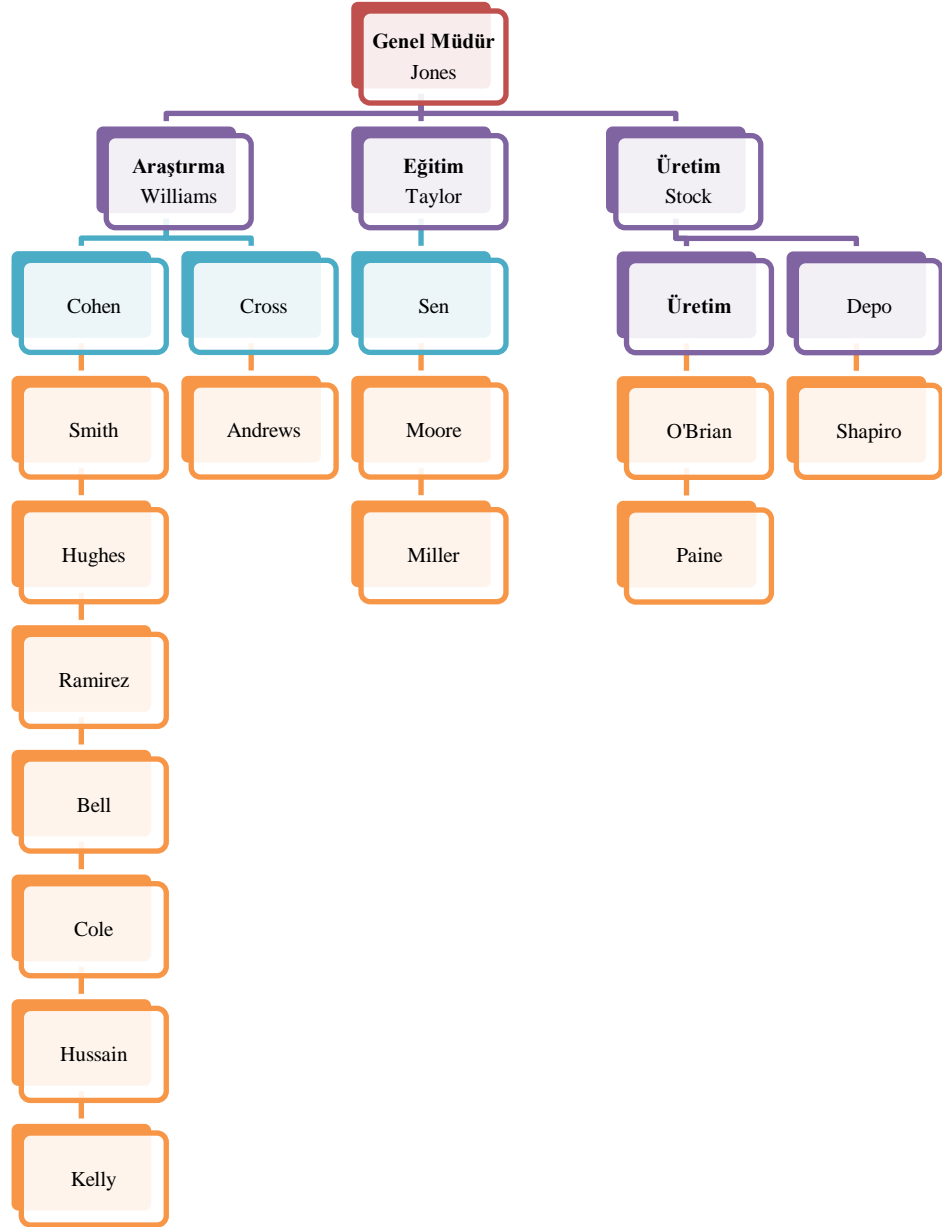 Genel Müdür
Jones
Araştırma
Williams
Eğitim
Taylor
Üretim
Stock
Cohen
Cross
Sen
Üretim
Depo
Smith
Andrews
Moore
O'Brian
Shapiro
Hughes
Miller
Paine
Ramirez
Bell
Cole
Hussain
Kelly